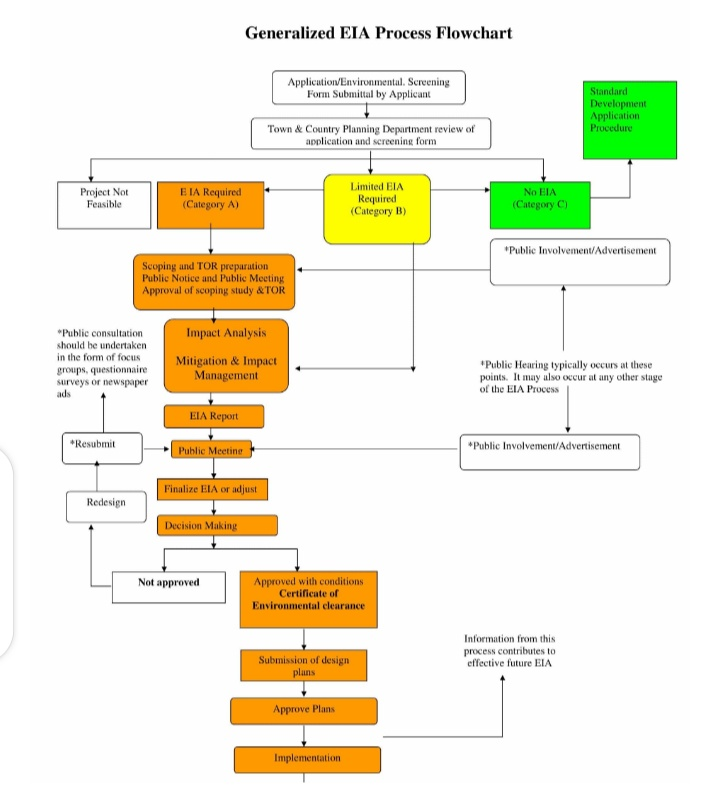 Generalized EIA Process Flowchart
Application/Environmental. Screening
Form Submittal by Applicant
Standard
Development
Application
Procedure
Town & Country Planning Department review of
application and screening form
Project Not
Feasible
E IA Required
(Category A)
Limited EIA
Required
(Category B)
No EIA
(Category C)
*Public Involvement/Advertisement
Scoping and TOR preparation
Public Notice and Public Meeting
Approval of scoping study &TOR
*Public consultation
should be undertaken
in the form of focus
groups, questionnaire
surveys or newspaper
ads
Impact Analysis
Mitigation & Impact
Management
*Public Hearing typically occurs at these
points. It may also occur at any other stage
of the EIA Process
EIA Report
*Resubmit
Public Meeting
*Public Involvement/Advertisement
Finalize EIA or adjust
Redesign
Decision Making
Not approved
Approved with conditions
Certificate of
Environmental clearance
Information from this
process contributes to
effective future EIA
Submission of design
plans
Approve Plans
Implementation